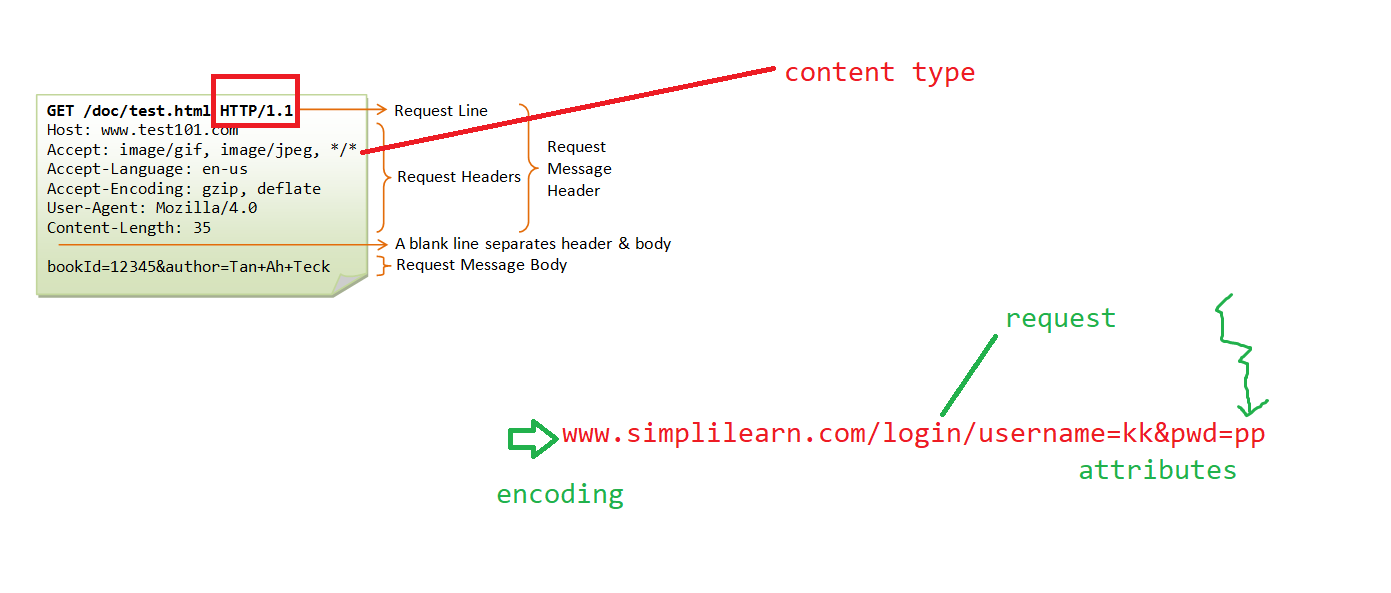 content type
GET /doc/test.html HTTP/1.1
Request Line
Host: www.test101.com
Accept: image/gif, image/jpeg, */*
Accept-Language: en-us
Accept-Encoding: gzip, deflate
User-Agent: Mozilla/4.0
Content-Length: 35
Request Headers
Request
Message
Header
A blank line separates header & body
bookId=12345&author=Tan+Ah+Teck
Request Message Body
request
www.simplilearn.com/login/username=kk&pwd=pp
attributes
encoding